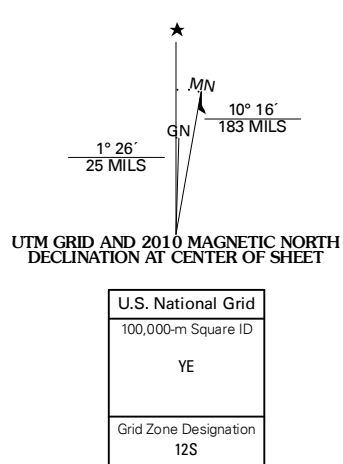 MN
GN
10° 16´
183 MILS
1° 26´
25 MILS
UTM GRID AND 2010 MAGNETIC NORTH
DECLINATION AT CENTER OF SHEET
U.S. National Grid
100,000-m Square ID
YE
Grid Zone Designation
12S